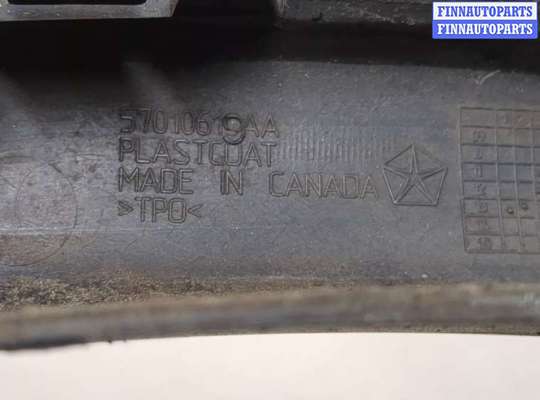 FINNAUTOPARTS
FINNAUTOPARTS
57010619AA
PLASTCOAT
MADE IN CANADA
>TPO<